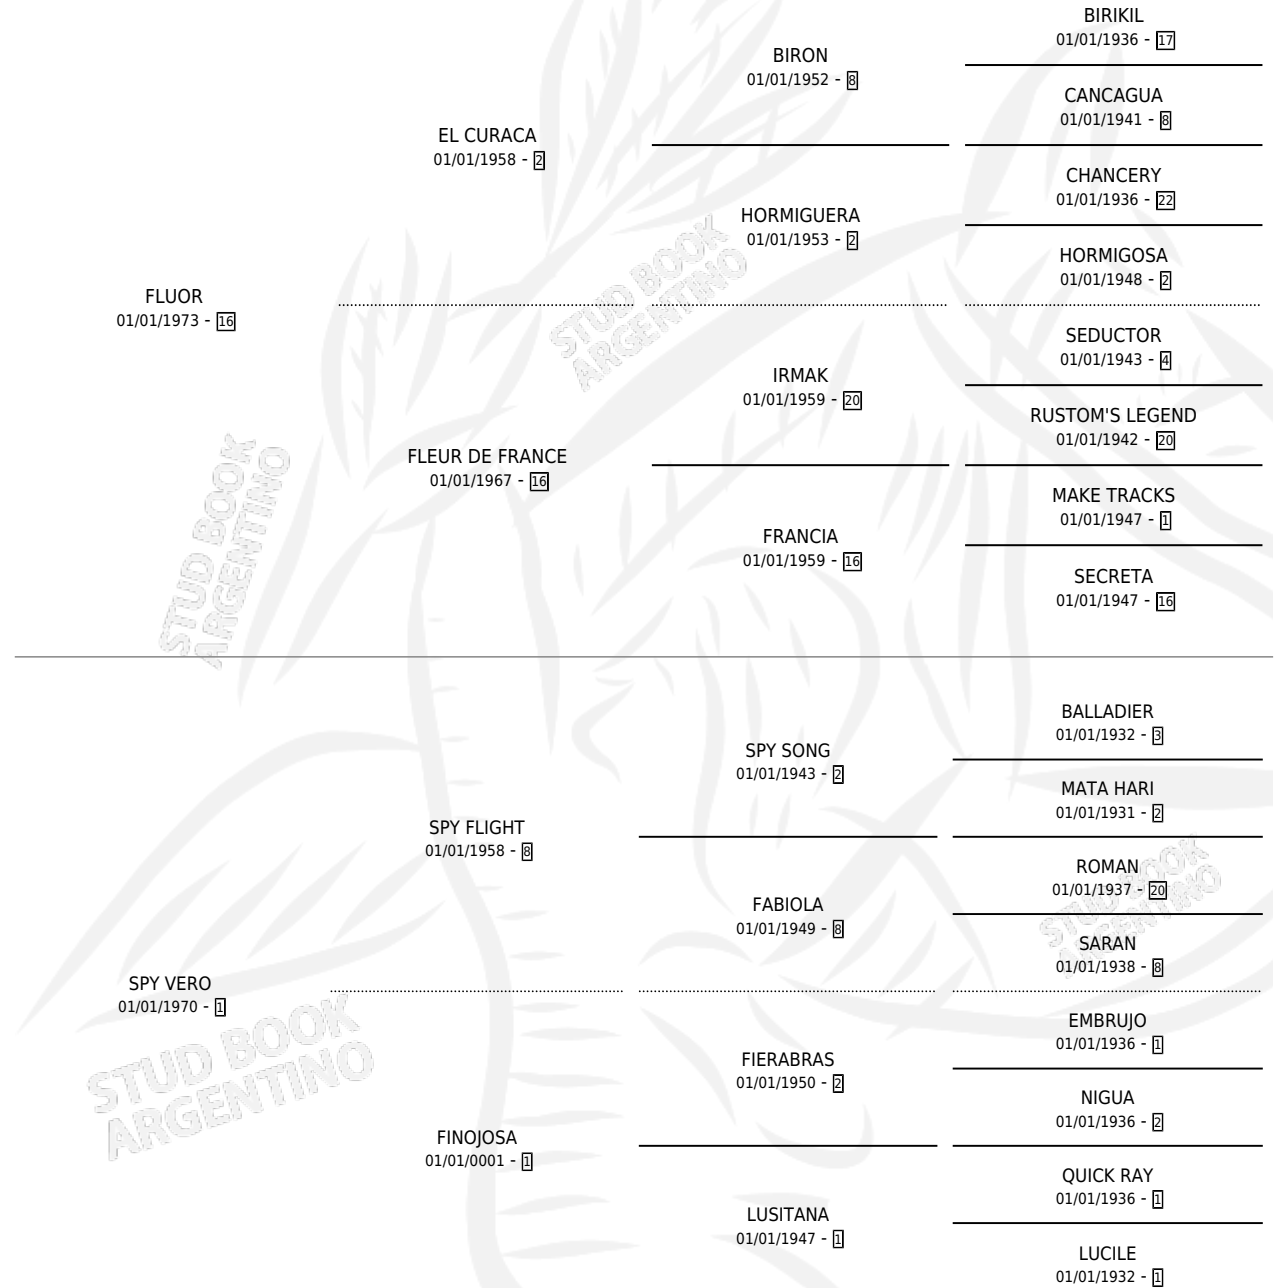 BIRIKIL
01/01/1936 - 17
BIRON
01/01/1952 - 8
CANCAGUA
01/01/1941 - 8
EL CURACA
01/01/1958 - 2
CHANCERY
01/01/1936 - 22
HORMIGUERA
01/01/1953 - 2
HORMIGOSA
01/01/1948 - 2
FLUOR
01/01/1973 - 16
SEDUCTOR
01/01/1943 - 4
IRMAK
01/01/1959 - 20
RUSTOM'S LEGEND
01/01/1942 - 20
FLEUR DE FRANCE
01/01/1967 - 16
MAKE TRACKS
01/01/1947 - 1
FRANCIA
01/01/1959 - 16
SECRETA
01/01/1947 - 16
BALLADIER
01/01/1932 - 3
SPY SONG
01/01/1943 - 2
MATA HARI
01/01/1931 - 2
SPY FLIGHT
01/01/1958 - 8
ROMAN
01/01/1937 - 20
FABIOLA
01/01/1949 - 8
SARAN
01/01/1938 - 8
SPY VERO
01/01/1970 - 1
EMBRUJO
01/01/1936 - 1
FIERABRAS
01/01/1950 - 2
NIGUA
01/01/1936 - 2
FINOJOSA
01/01/0001 - 1
QUICK RAY
01/01/1936 - 1
LUSITANA
01/01/1947 - 1
LUCILE
01/01/1932 - 1
STUD BOOK
ARGENTINO
STUD BOOK
ARGENTINO
STUD BOOK
ARGENTINO
STUD BOOK
ARGENTINO